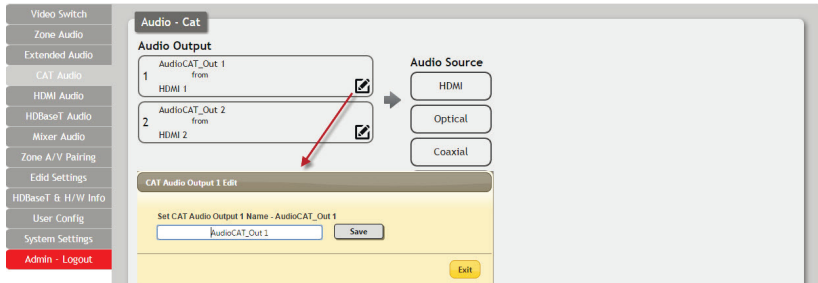 Video Switch
Zone Audio
Extended Audio
CAT Audio
HDMI Audio
HDBaseT Audio
Mixer Audio
Zone A/V Pairing
Edid Settings
HDBaseT & H/W Info
User Config
System Settings
Admin - Logout
Audio - Cat
Audio Output
AudioCAT_Out 1
1 from
HDMI 1
AudioCAT_Out 2
2 from
HDMI 2
Audio Source
HDMI
Optical
Coaxial
CAT Audio Output 1 Edit
Set CAT Audio Output 1 Name - AudioCAT_Out 1
AudioCAT_Out 1 Save
Exit